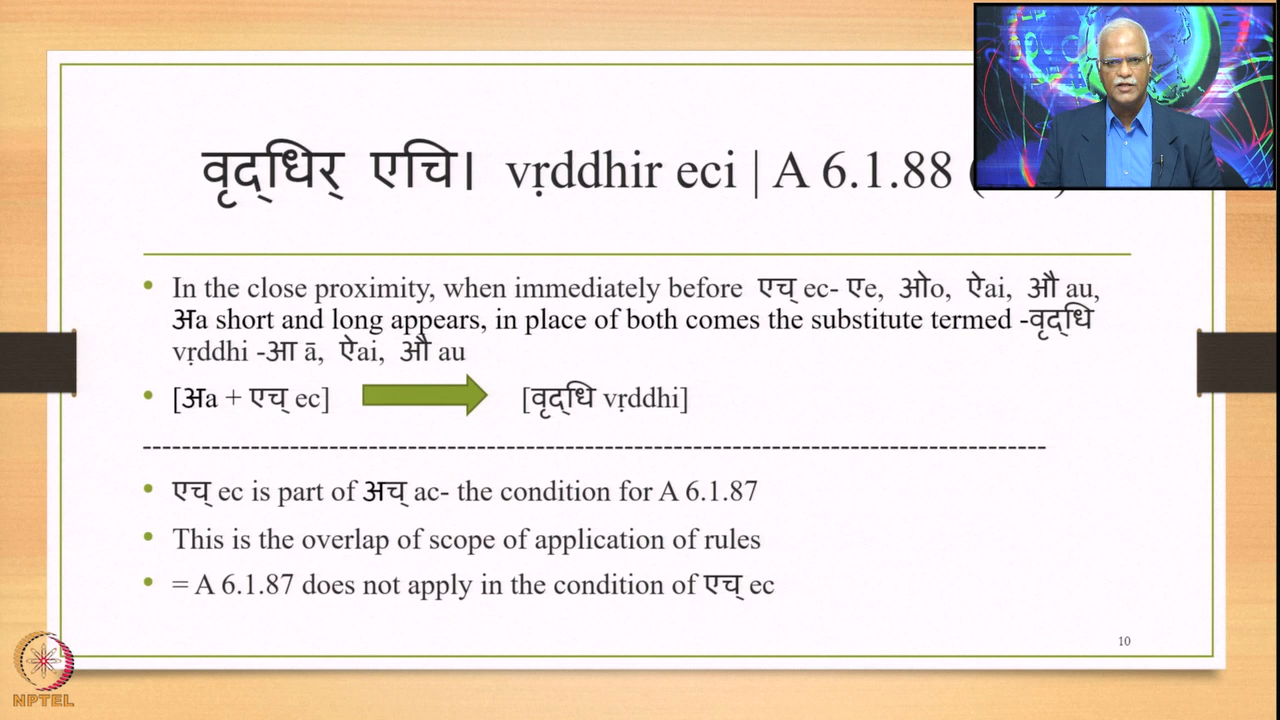 वृद्धिर् एचि। vṛddhir eci | A 6.1.88 (
• In the close proximity, when immediately before एच् ec- एe, ओo, ऐai, औ au,
अa short and long appears, in place of both comes the substitute termed -वृद्धि
vṛddhi -आ ā, ऐai, औ au
• [अa + एच् ec] [वृद्धि vṛddhi]
--------------------------------------------------------------------------------------------
• एच् ec is part of अच् ac- the condition for A 6.1.87
• This is the overlap of scope of application of rules
• = A 6.1.87 does not apply in the condition of एच् ec
10
NPTEL